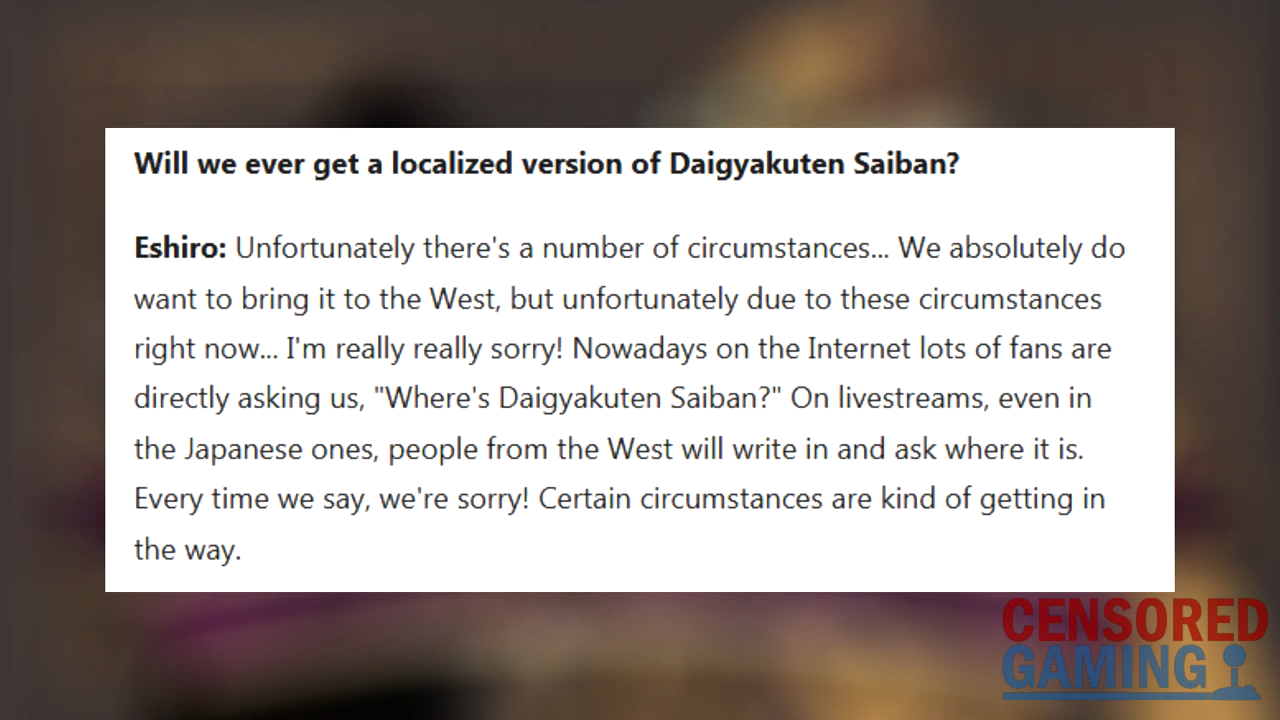 Will we ever get a localized version of Daigyakuten Saiban?
Eshiro: Unfortunately there's a number of circumstances... We absolutely do
want to bring it to the West, but unfortunately due to these circumstances
right now... I'm really really sorry! Nowadays on the Internet lots of fans are
directly asking us, "Where's Daigyakuten Saiban?" On livestreams, even in
the Japanese ones, people from the West will write in and ask where it is.
Every time we say, we're sorry! Certain circumstances are kind of getting in
the way.
CENSORED
GAMING